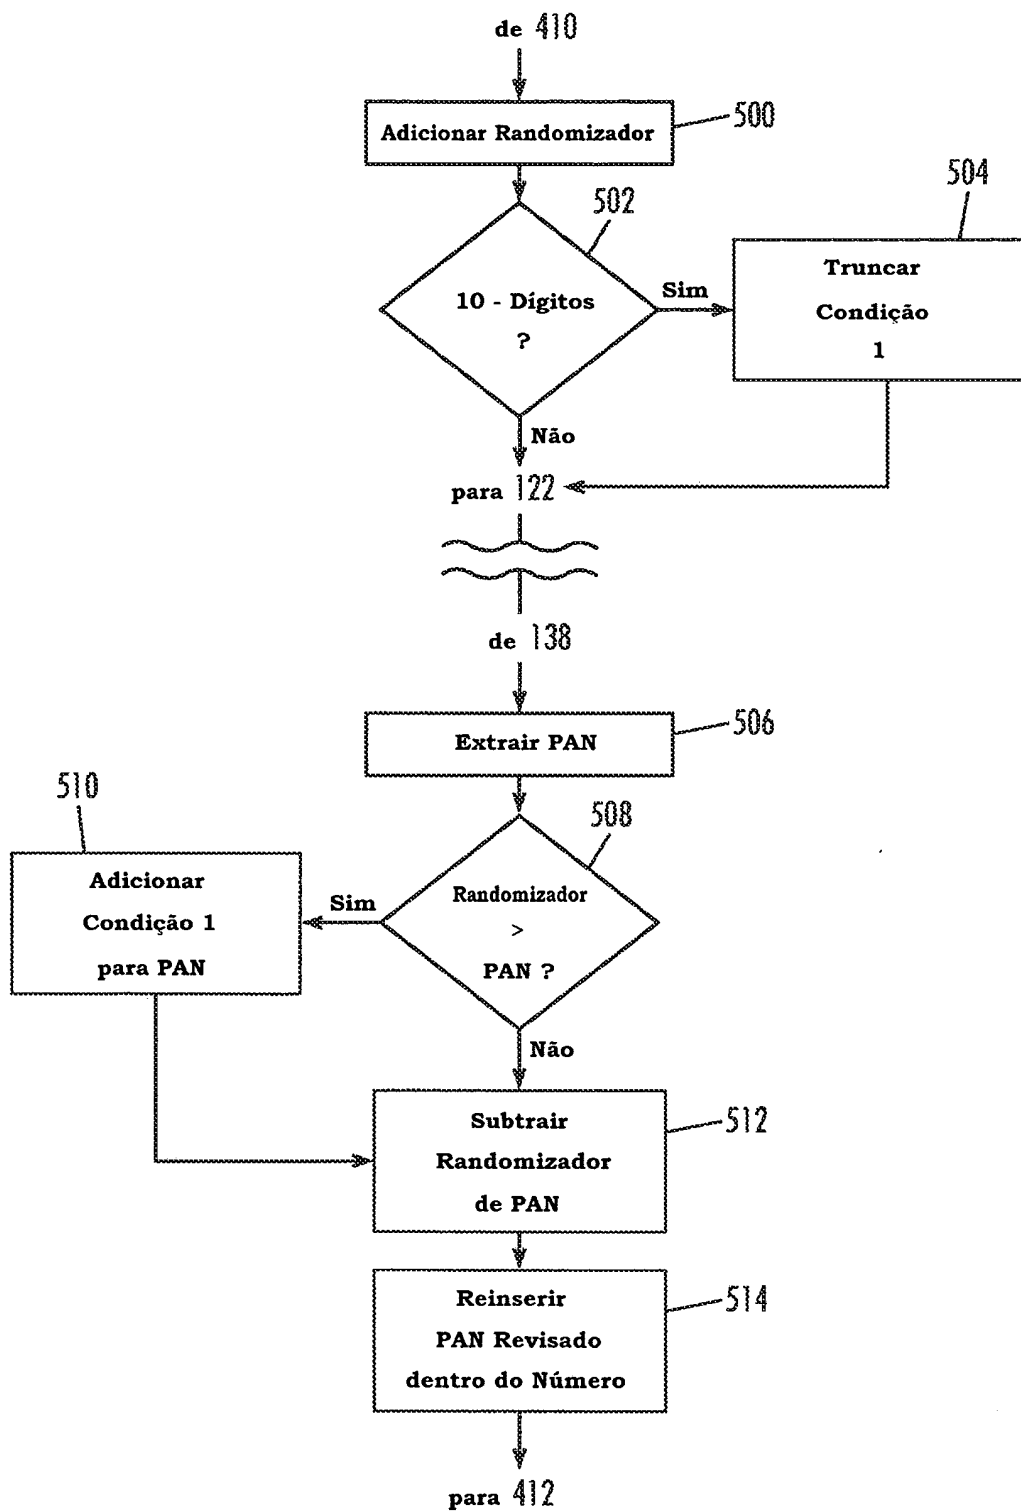 de 410
Adicionar Randomizador
500
502
504
10 - Dígitos
?
Sim
Truncar
Condição
1
Não
para 122
de 138
Extrair PAN
506
510
508
Adicionar
Condição 1
para PAN
Sim
Randomizador
>
PAN ?
Não
Subtrair
Randomizador
de PAN
512
Reinserir
PAN Revisado
dentro do Número
514
para 412